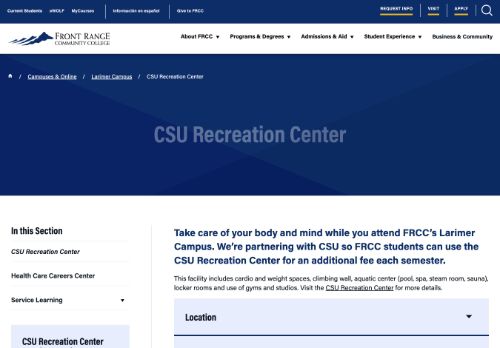 Current Students eWOLF MyCourses Información en español Give to FRCC REQUEST INFO VISIT APPLY
FRONT RANGE
COMMUNITY COLLEGE
About FRCC Programs & Degrees Admissions & Aid Student Experience Business & Community
/ Campuses & Online / Larimer Campus / CSU Recreation Center
CSU Recreation Center
In this Section
CSU Recreation Center
Health Care Careers Center
Service Learning
CSU Recreation Center
Take care of your body and mind while you attend FRCC's Larimer
Campus. We're partnering with CSU so FRCC students can use the
CSU Recreation Center for an additional fee each semester.
This facility includes cardio and weight spaces, climbing wall, aquatic center (pool, spa, steam room, sauna),
locker rooms and use of gyms and studios. Visit the CSU Recreation Center for more details.
Location